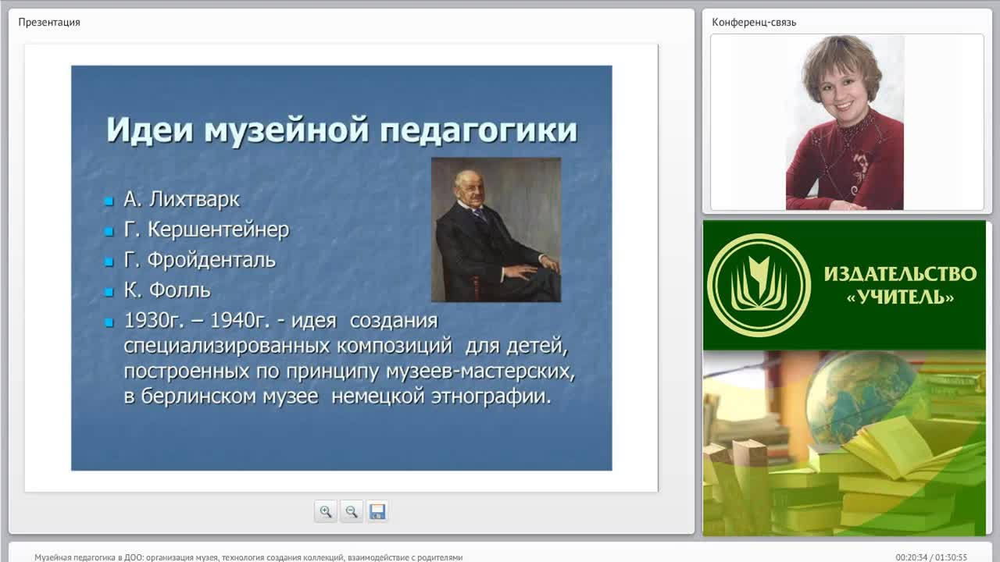 Презентация
Идеи музейной педагогики
А. Лихтварк
Г. Кершентейнер
Г. Фройденталь
К. Фолль
1930г. – 1940г. - идея создания
специализированных композиций для детей,
построенных по принципу музеев-мастерских,
в берлинском музее немецкой этнографии.
Конференц-связь
ИЗДАТЕЛЬСТВО
«УЧИТЕЛЬ»
Музейная педагогика в ДОО: организация музея, технология создания коллекций, взаимодействие с родителями
00:20:34 / 01:30:55